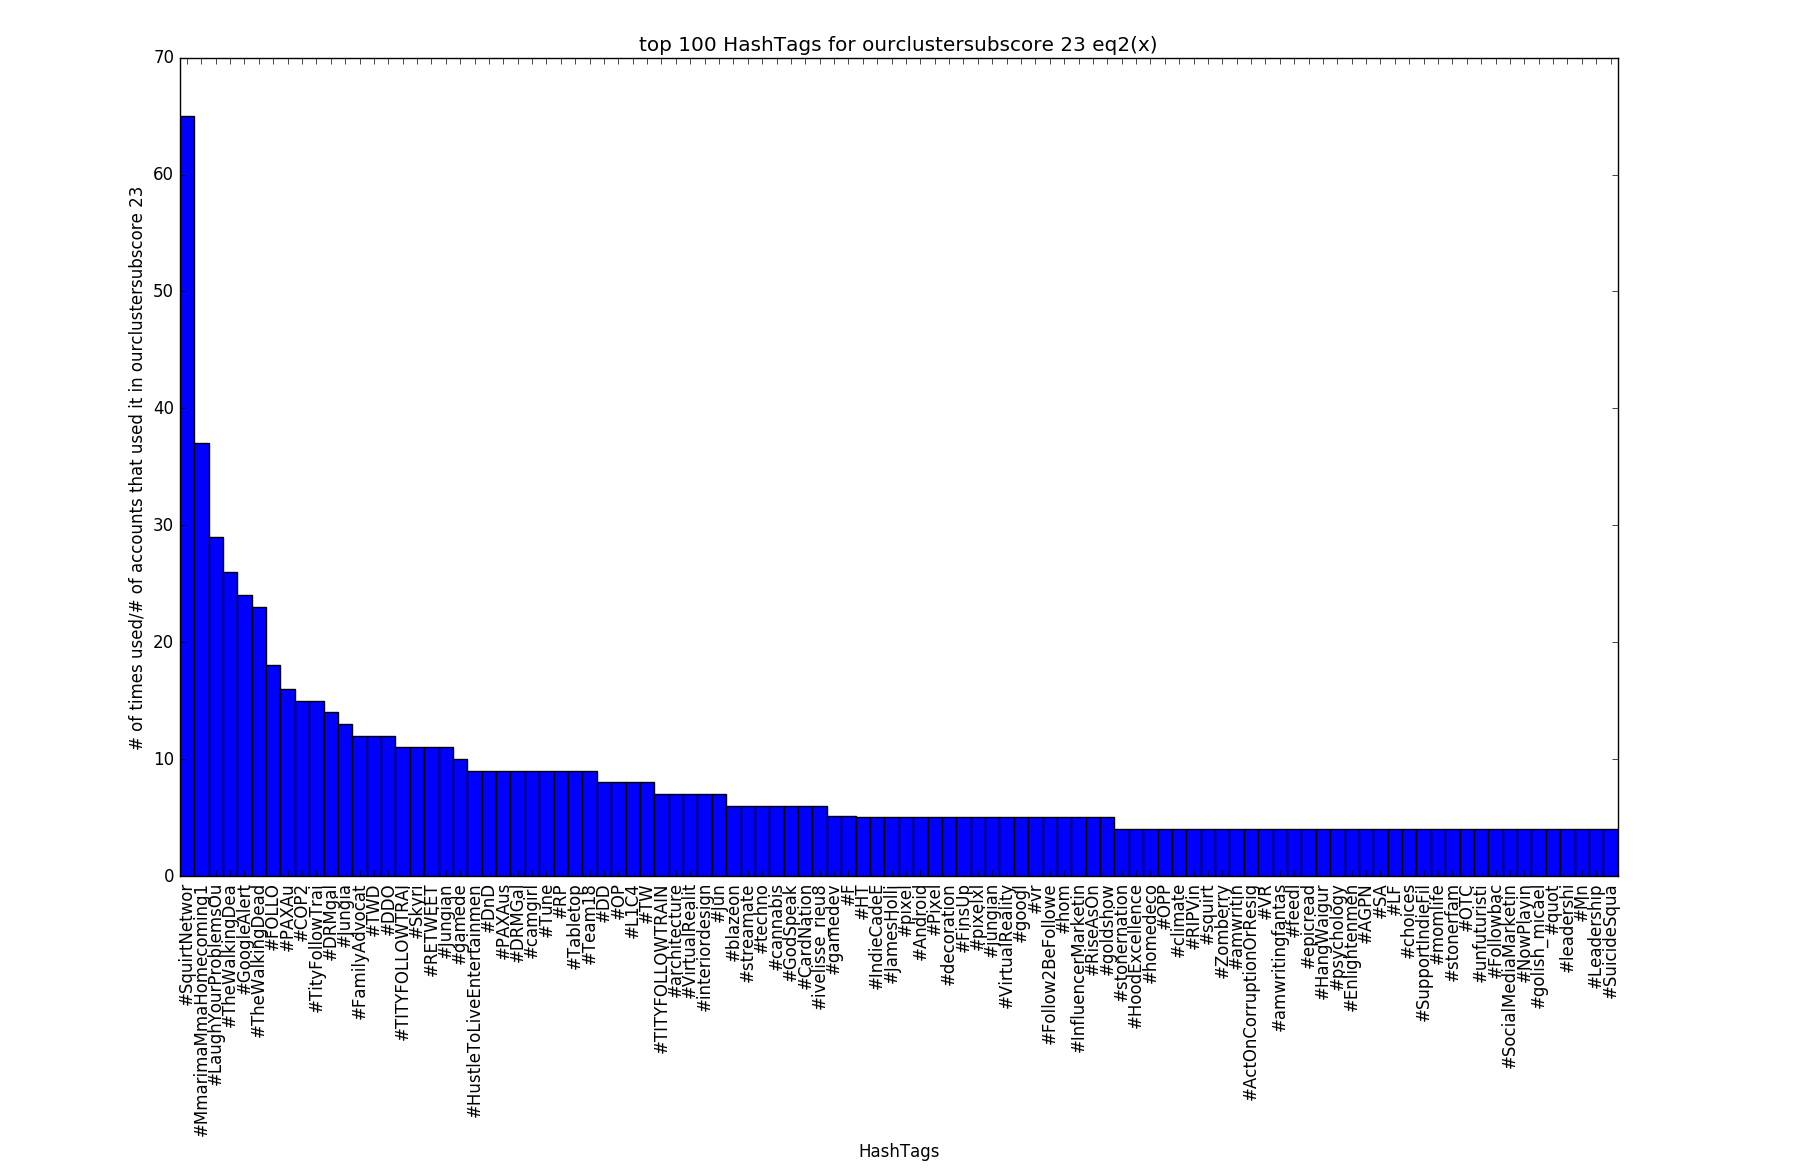 top 100 HashTags for ourclustersubscore 23 eq2(x)
# of times used/# of accounts that used it in ourclustersubscore 23
70
60
50
40
30
20
10
0
#SquirtNetwor
#MmarimaMmaHomecoming1
#LaughYourProblemsOu
#TheWalkingDea
#GoogleAlert
#TheWalkingDead
#FOLLO
#PAXAu
#COP2
#TityFollowTrai
#DRMgal
#Jungia
#FamilyAdvocat
#TWD
#DDO
#TITYFOLLOWTRAI
#Skyri
#RETWEET
#Jungian
#gamede
#HustleToLiveEntertainmen
#DnD
#PAXAus
#DRMGal
#camgirl
#Tune
#RP
#Tabletop
#Team18
#DD
#OP
#L1C4
#TW
#TITYFOLLOWTRAIN
#architecture
#VirtualRealit
#interiordesign
#Jun
#blazeon
#streamate
#techno
#cannabis
#GodSpeak
#CardNation
#ivelisse_rieu8
#gamedev
#F
#HT
#IndieCadeE
#JamesHolli
#pixel
#Android
#Pixel
#decoration
#FinsUp
#pixelxl
#Jungian
#VirtualReality
#googl
#vr
#Follow2BeFollowe
#hom
#InfluencerMarketin
#RiseAsOn
#goldshow
#stonernation
#HoodExcellence
#homedeco
#OPP
#climate
#RIPVin
#squirt
#Zomberry
#amwritin
#ActOnCorruptionOrResig
#VR
#amwritingfantas
#feedl
#epicread
#HangWaigur
#psychology
#Enlightenmen
#AGPN
#SA
#LF
#choices
#SupportIndieFil
#momlife
#stonerfam
#OTC
#unfuturisti
#Followbac
#SocialMediaMarketin
#NowPlayin
#golish_micael
#quot
#leadershi
#Mn
#Leadership
#SuicideSqua
HashTags